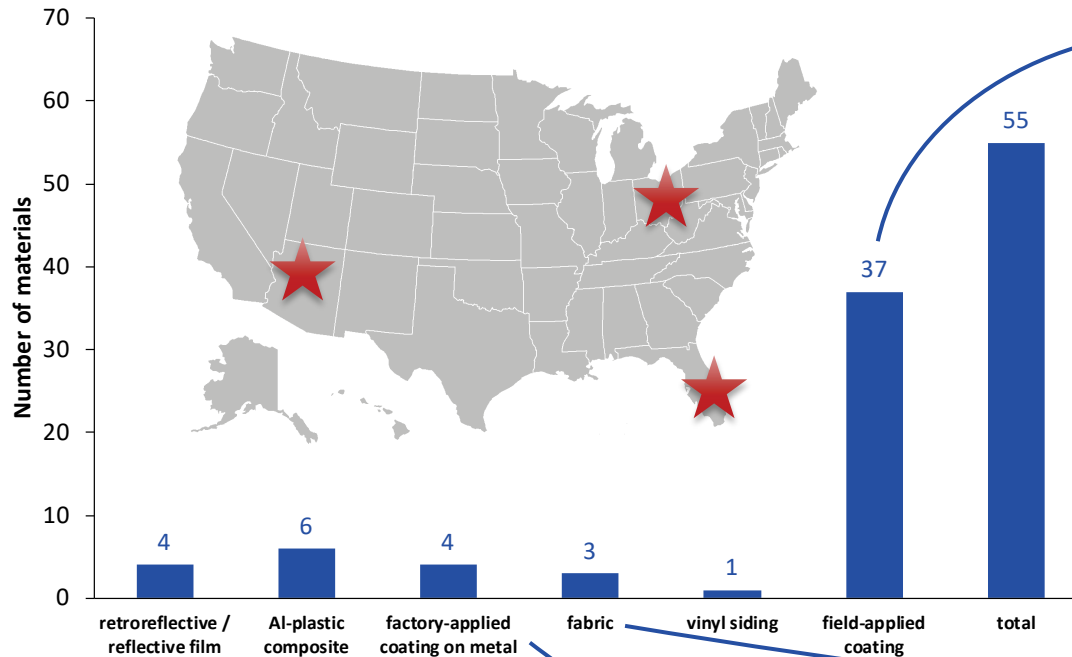 Number of materials
70
60
50
40
30
20
10
0
4
6
4
3
1
37
55
retroreflective /
reflective film
Al-plastic
composite
factory-applied
coating on metal
fabric
vinyl siding
field-applied
coating
total